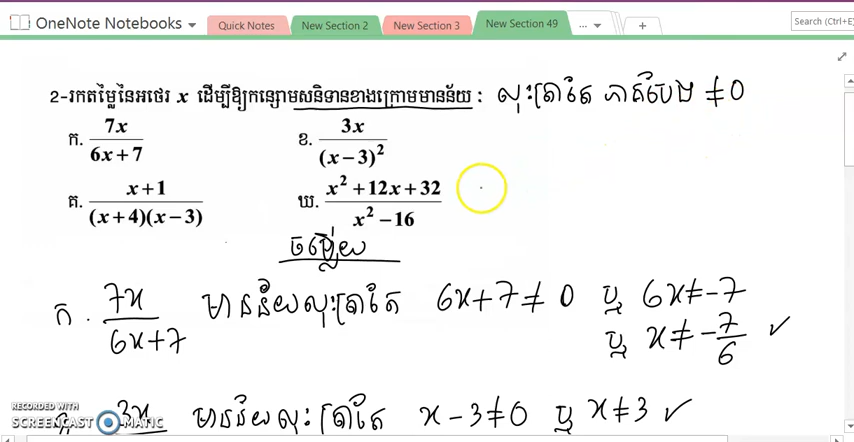 OneNote Notebooks Quick Notes New Section 2 New Section 3 New Section 49 ... + Search (Ctrl+E)
2-រកតម្លៃនៃអថេរ x ដើម្បីឱ្យកន្សោមសនិទានខាងក្រោមមានន័យ : លុះត្រាតែ ភាគបែង ≠ 0
ក. 7x / 6x+7 ខ. 3x / (x−3)²
គ. x+1 / (x+4)(x−3) ឃ. x²+12x+32 / x²−16
ចម្លើយ
ក. 7x / 6x+7 មានន័យលុះត្រាតែ 6x+7≠0 ឬ 6x≠−7
ឬ x≠−7/6 ✓
3x មានន័យលុះត្រាតែ x−3≠0 ឬ x≠3 ✓
RECORDED WITH
SCREENCAST MATIC